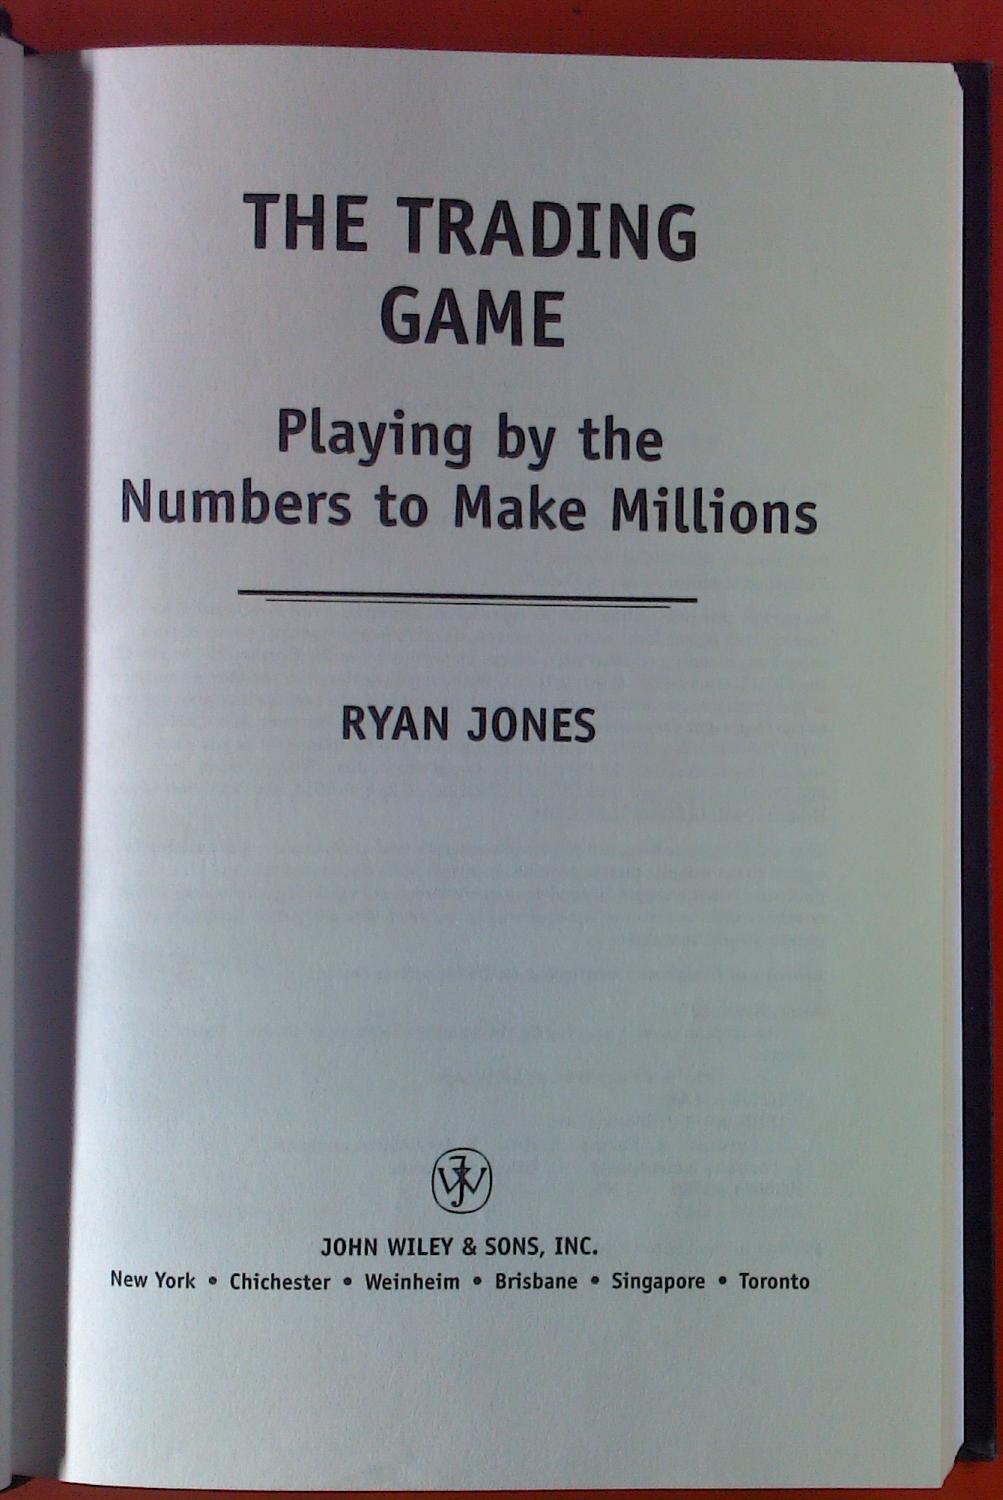 THE TRADING
GAME
Playing by the
Numbers to Make Millions
RYAN JONES
JOHN WILEY & SONS, INC.
New York • Chichester • Weinheim • Brisbane • Singapore • Toronto